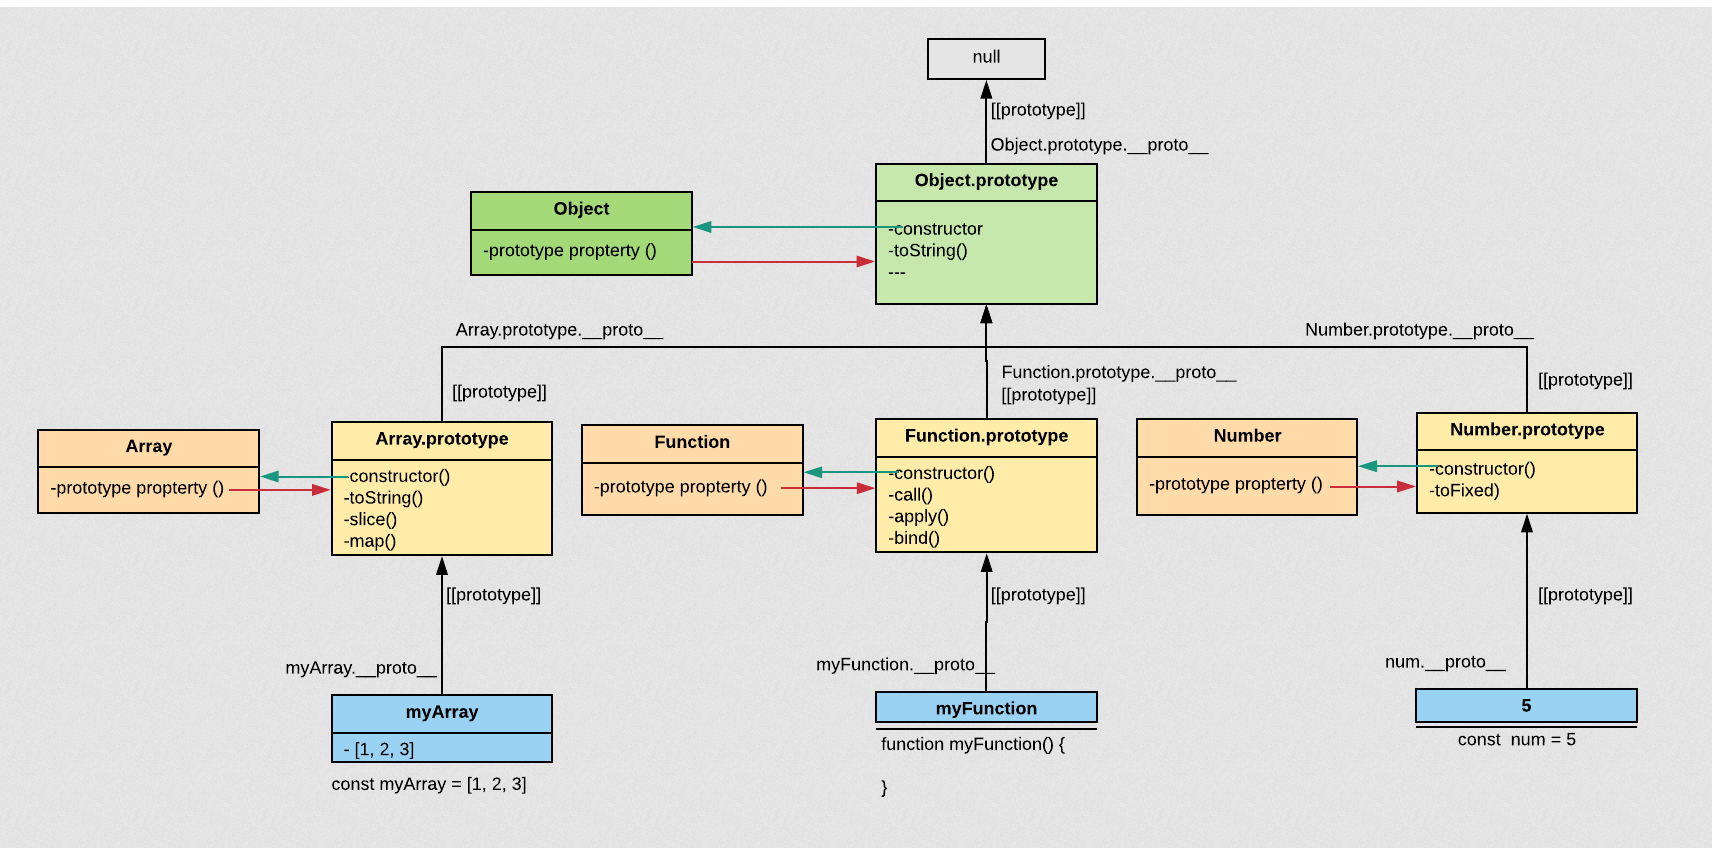 null
[[prototype]]
Object.prototype.__proto__
Object.prototype
-constructor
-toString()
---
Object
-prototype propterty ()
Array.prototype.__proto__
Number.prototype.__proto__
[[prototype]]
Function.prototype.__proto__
[[prototype]]
[[prototype]]
Array
-prototype propterty ()
Array.prototype
-constructor()
-toString()
-slice()
-map()
Function
-prototype propterty ()
Function.prototype
-constructor()
-call()
-apply()
-bind()
Number
-prototype propterty ()
Number.prototype
-constructor()
-toFixed)
[[prototype]]
[[prototype]]
[[prototype]]
myArray.__proto__
myFunction.__proto__
num.__proto__
myArray
- [1, 2, 3]
const myArray = [1, 2, 3]
myFunction
function myFunction() {
}
5
const  num = 5